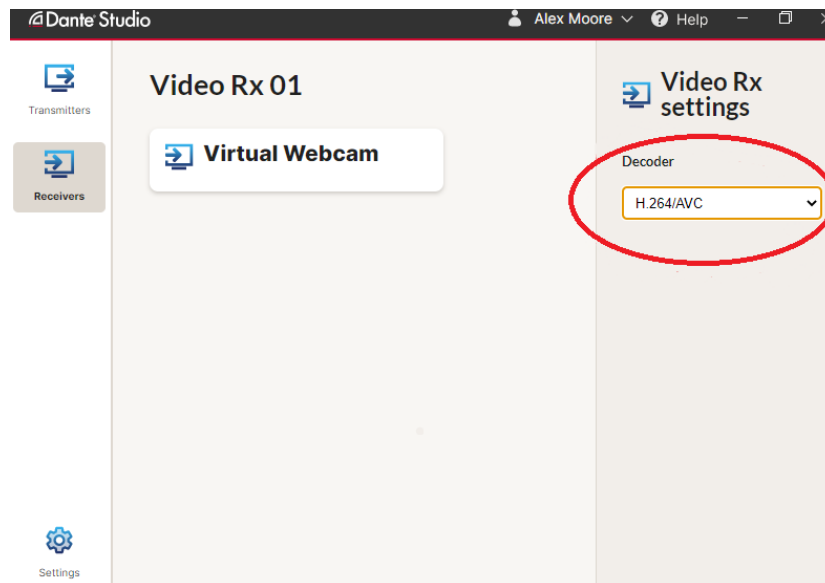 Dante Studio
Alex Moore
Help
Transmitters
Receivers
Settings
Video Rx 01
Virtual Webcam
Video Rx
settings
Decoder
H.264/AVC